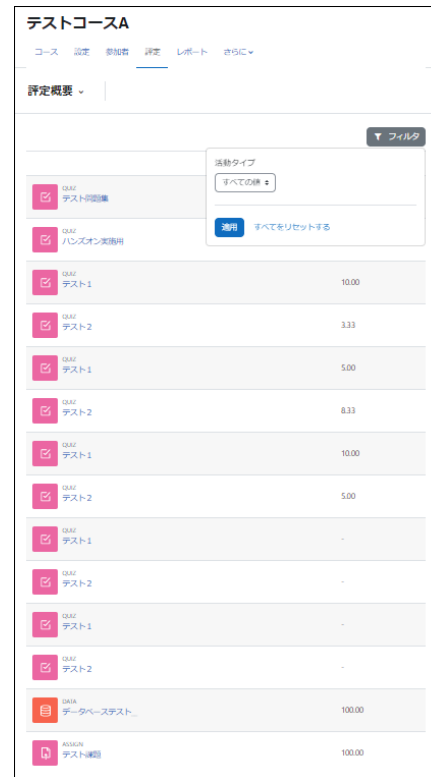 テストコースA
コース 設定 参加者 評定 レポート さらに
評定概要
フィルタ
活動タイプ
すべての種
適用 すべてをリセットする
QUIZ
テスト問題集
QUIZ
ハンズオン実施用
QUIZ
テスト1 10.00
QUIZ
テスト2 3.33
QUIZ
テスト1 5.00
QUIZ
テスト2 8.33
QUIZ
テスト1 10.00
QUIZ
テスト2 5.00
QUIZ
テスト1 -
QUIZ
テスト2 -
QUIZ
テスト1 -
QUIZ
テスト2 -
DATA
データベーステスト_ 100.00
ASSIGN
テスト 100.00